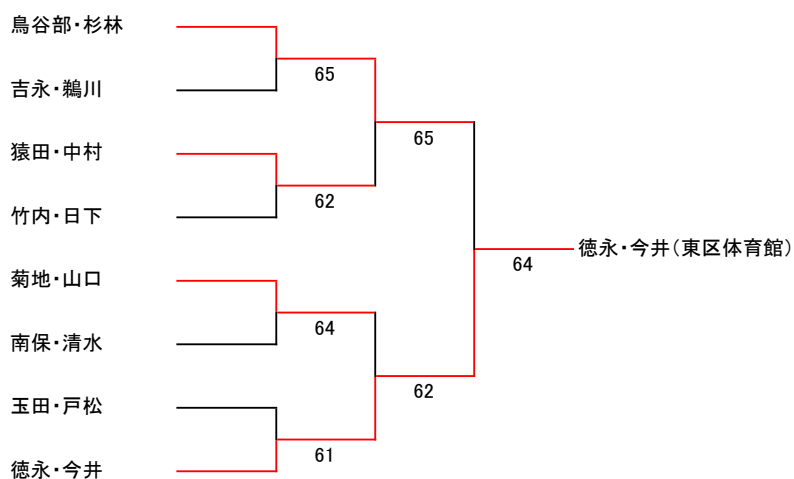 鳥谷部・杉林
65
吉永・鵜川
65
猿田・中村
62
竹内・日下
徳永・今井（東区体育館）
64
菊地・山口
64
南保・清水
62
玉田・戸松
61
徳永・今井